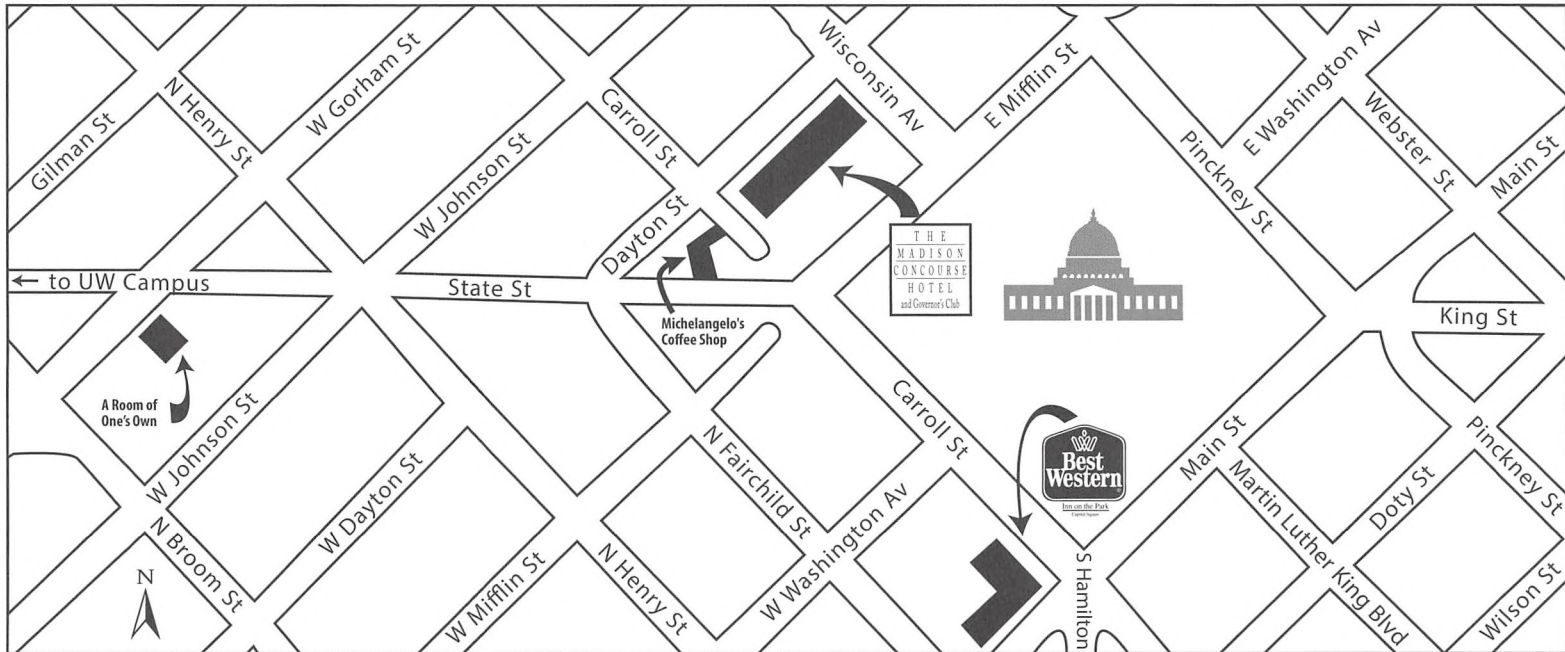 Gilman St
N Henry St
W Gorham St
W Johnson St
Carroll St
Dayton St
Wisconsin Av
E Mifflin St
Pinckney St
E Washington Av
Webster St
Main St
← to UW Campus
State St
Michelangelo's
Coffee Shop
THE
MADISON
CONCOURSE
HOTEL
and Governor's Club
King St
A Room of
One's Own
W Johnson St
N Broom St
W Dayton St
W Mifflin St
N Henry St
N Fairchild St
W Washington Av
Carroll St
Best
Western
Inn on the Park
Capitol Square
S Hamilton
Main St
Martin Luther King Blvd
Doty St
Pinckney St
Wilson St
N